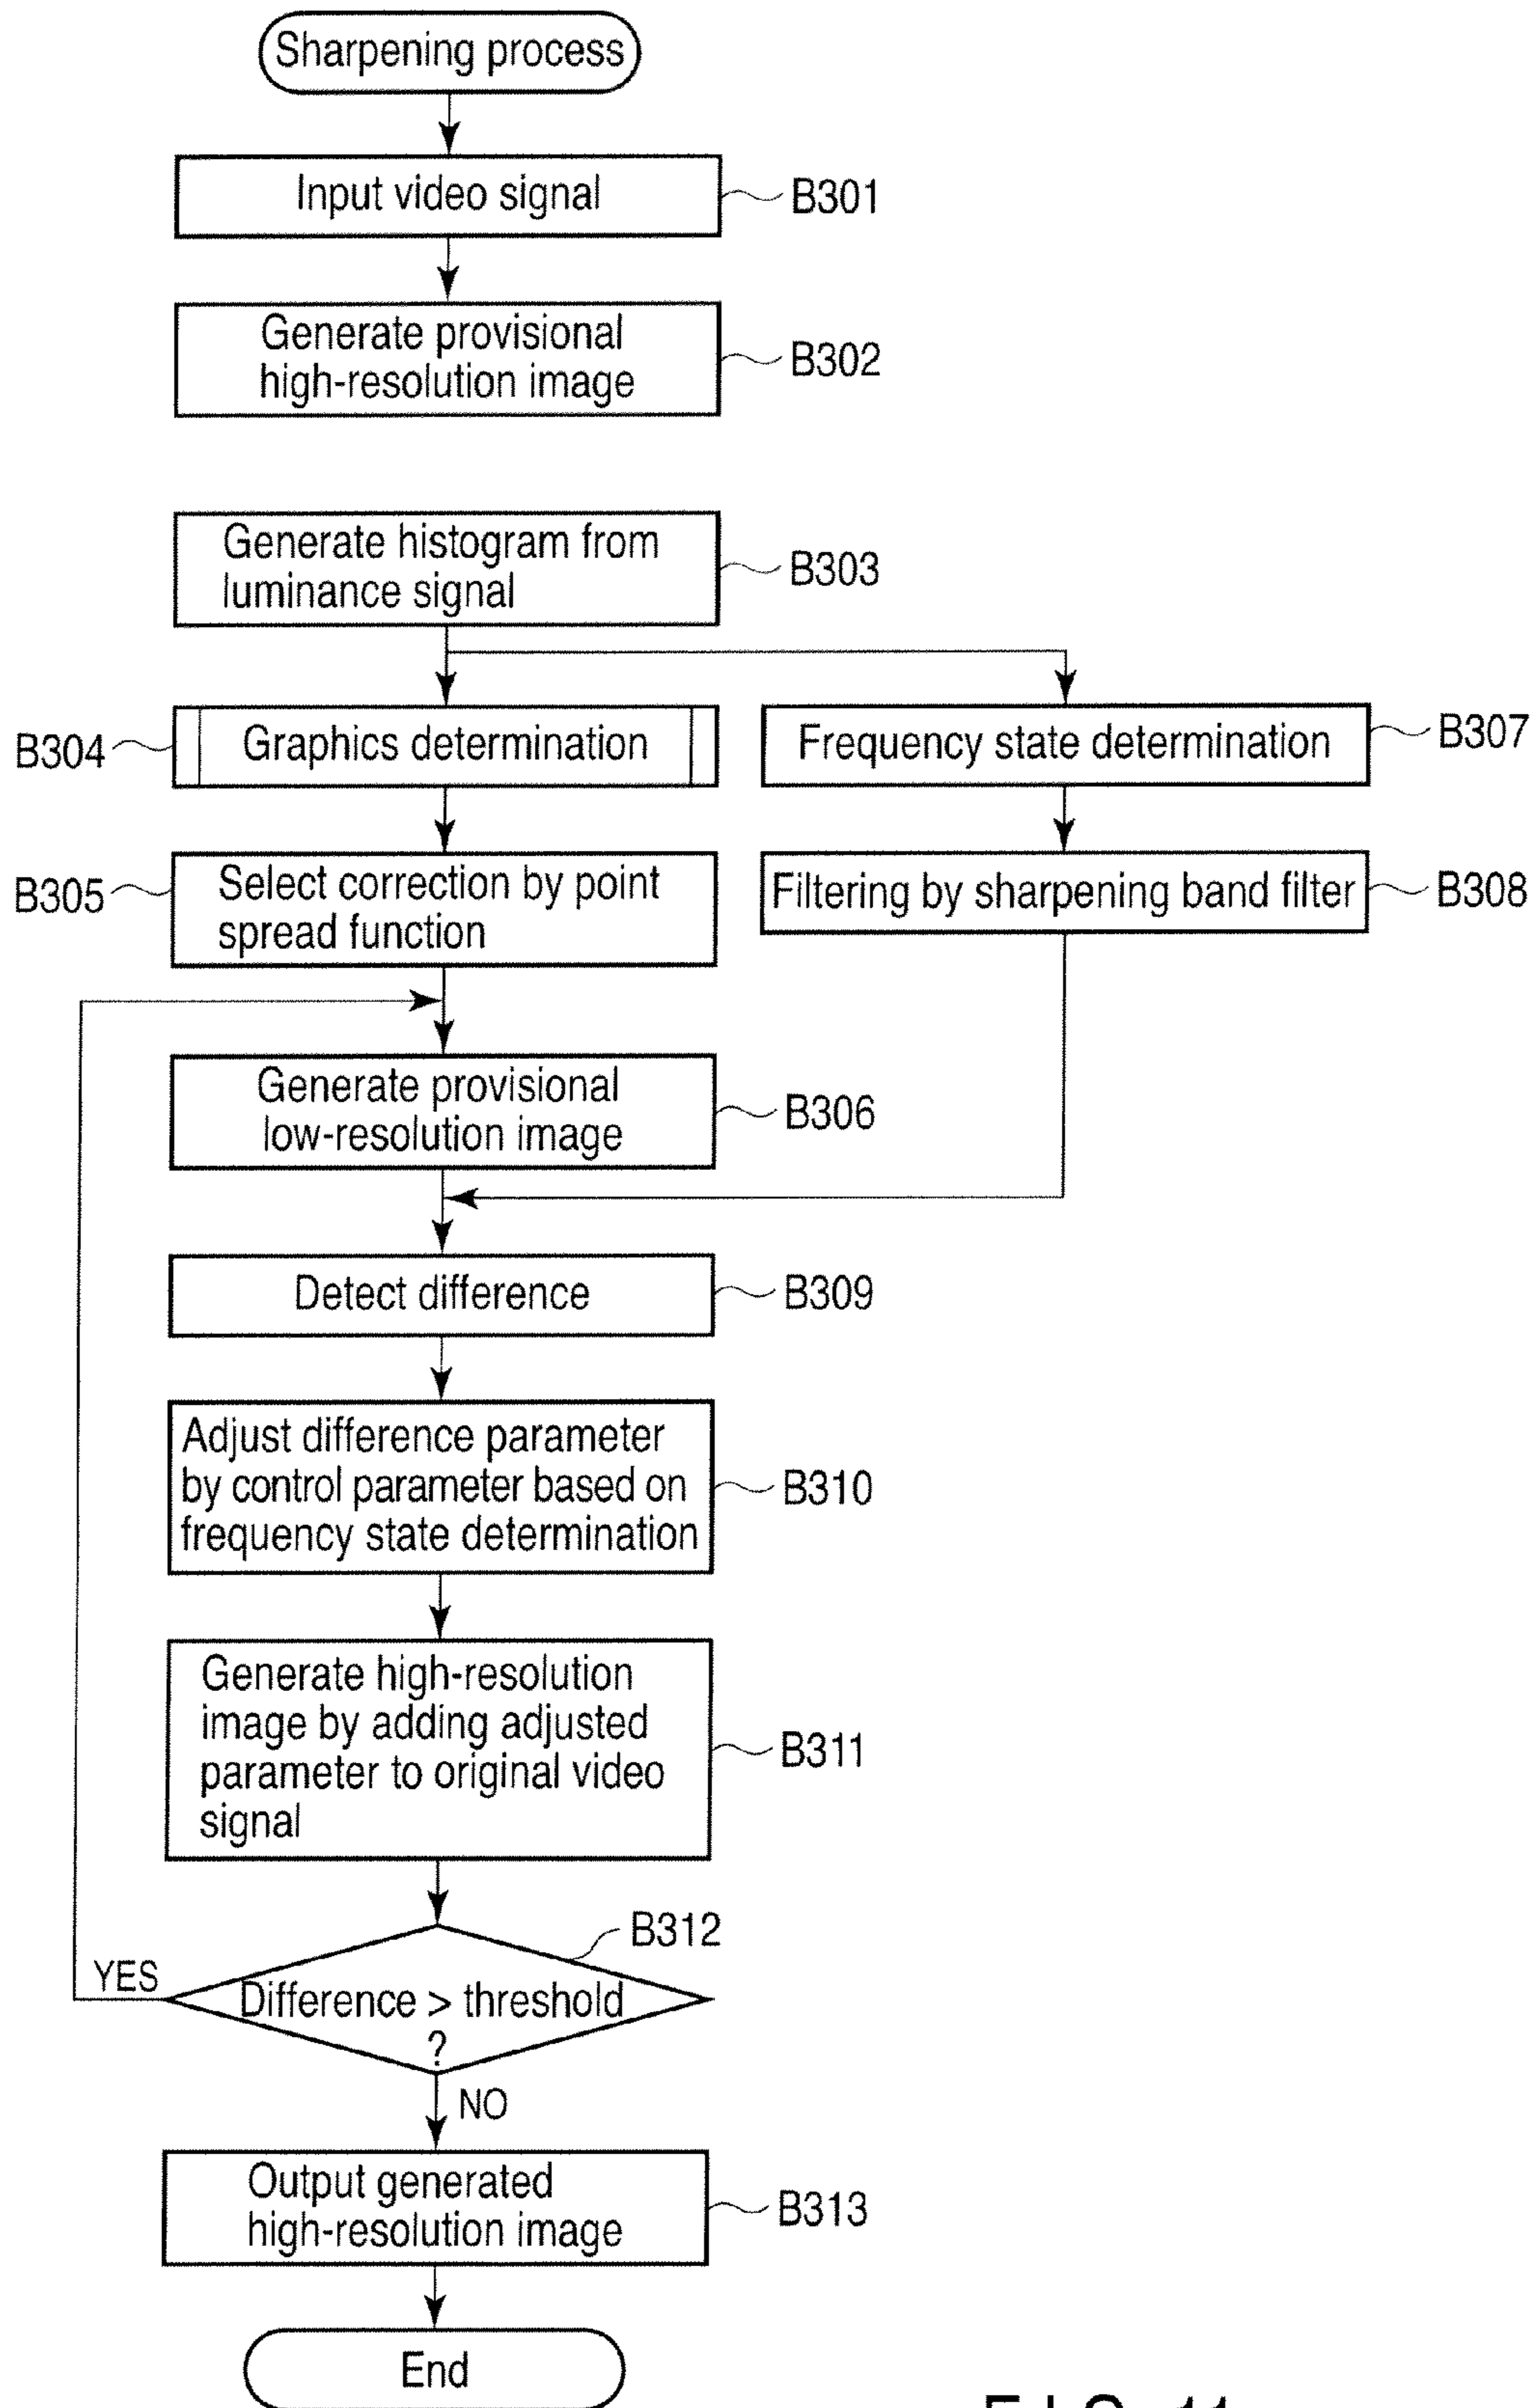 Sharpening process
Input video signal
B301
Generate provisional
high-resolution image
B302
Generate histogram from
luminance signal
B303
B304
Graphics determination
Frequency state determination
B307
B305
Select correction by point
spread function
Filtering by sharpening band filter
B308
Generate provisional
low-resolution image
B306
Detect difference
B309
Adjust difference parameter
by control parameter based on
frequency state determination
B310
Generate high-resolution
image by adding adjusted
parameter to original video
signal
B311
B312
YES
Difference > threshold
?
NO
Output generated
high-resolution image
B313
End
FIG. 11